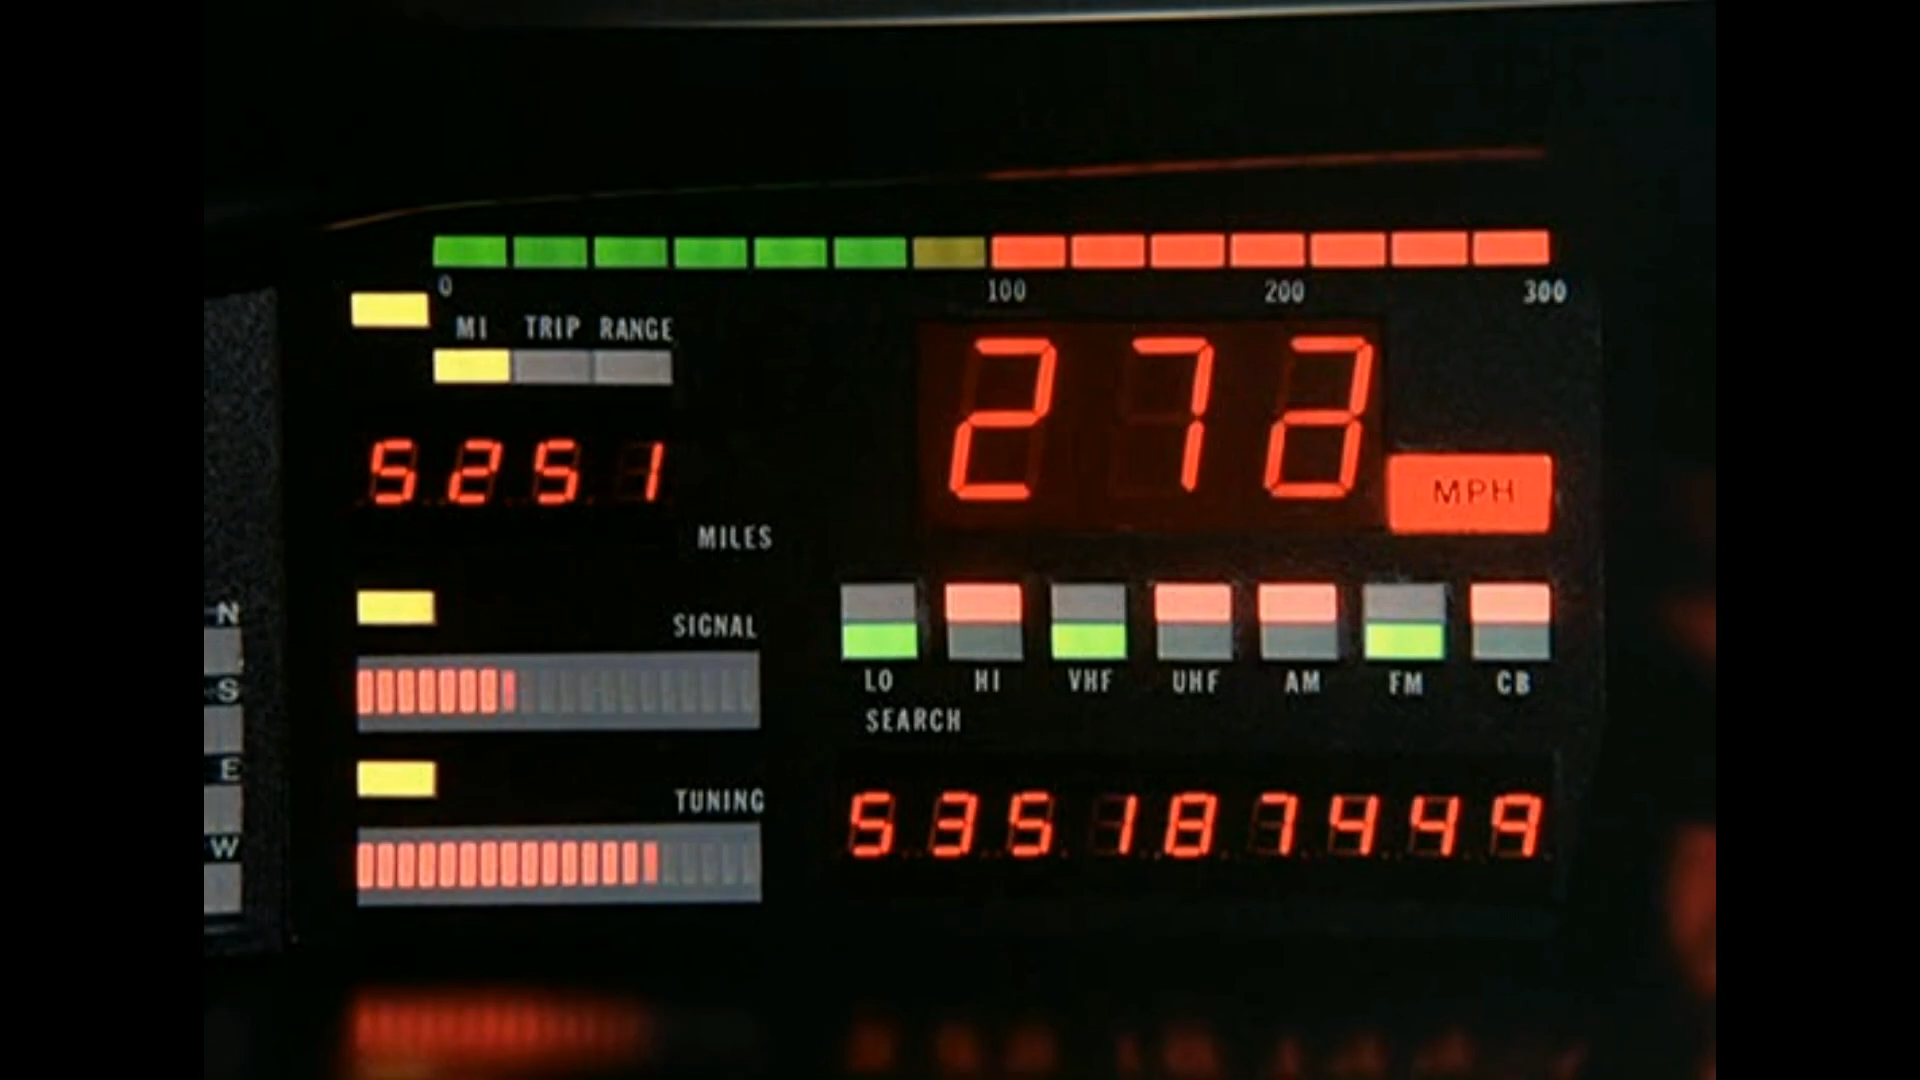 0 100 200 300
MI TRIP RANGE
27
MPH
5251
MILES
N
SIGNAL
S
LO HI VHF UHF AM FM CB
SEARCH
E
TUNING
535187449
W